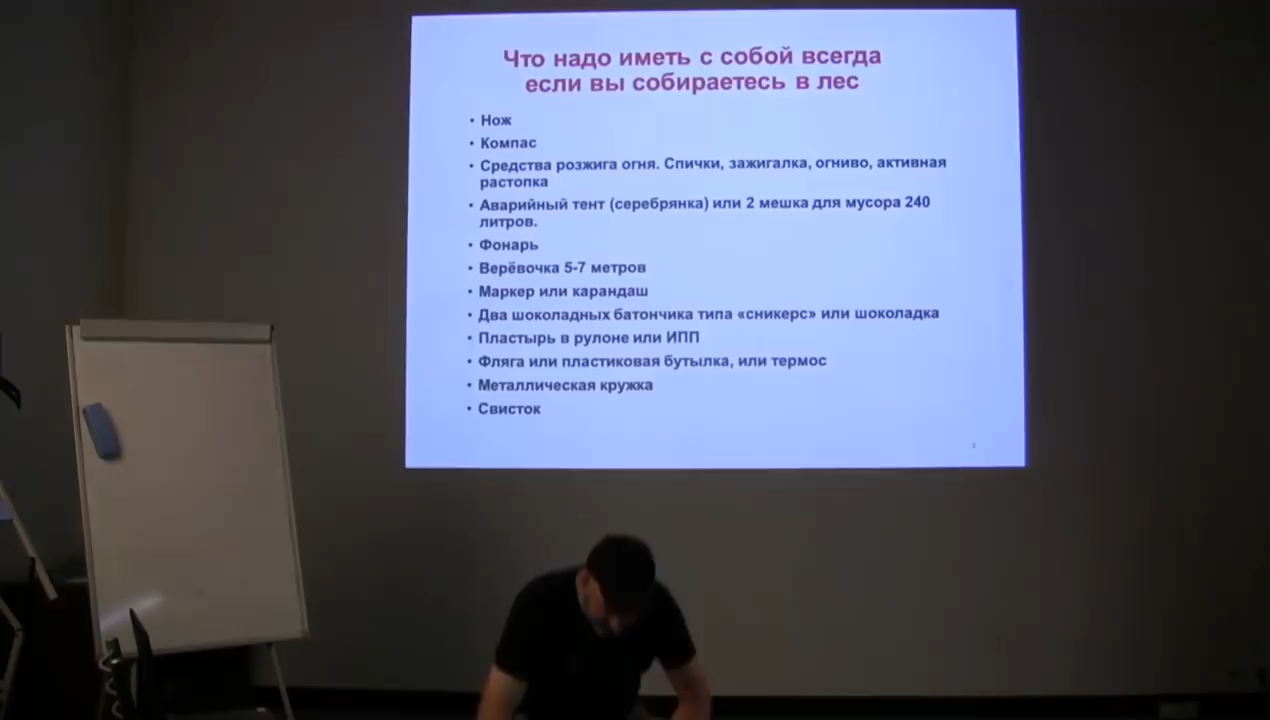 Что надо иметь с собой всегда
если вы собираетесь в лес
• Нож
• Компас
• Средства розжига огня. Спички, зажигалка, огниво, активная
растопка
• Аварийный тент (серебрянка) или 2 мешка для мусора 240
литров.
• Фонарь
• Верёвочка 5-7 метров
• Маркер или карандаш
• Два шоколадных батончика типа «сникерс» или шоколадка
• Пластырь в рулоне или ИПП
• Фляга или пластиковая бутылка, или термос
• Металлическая кружка
• Свисток